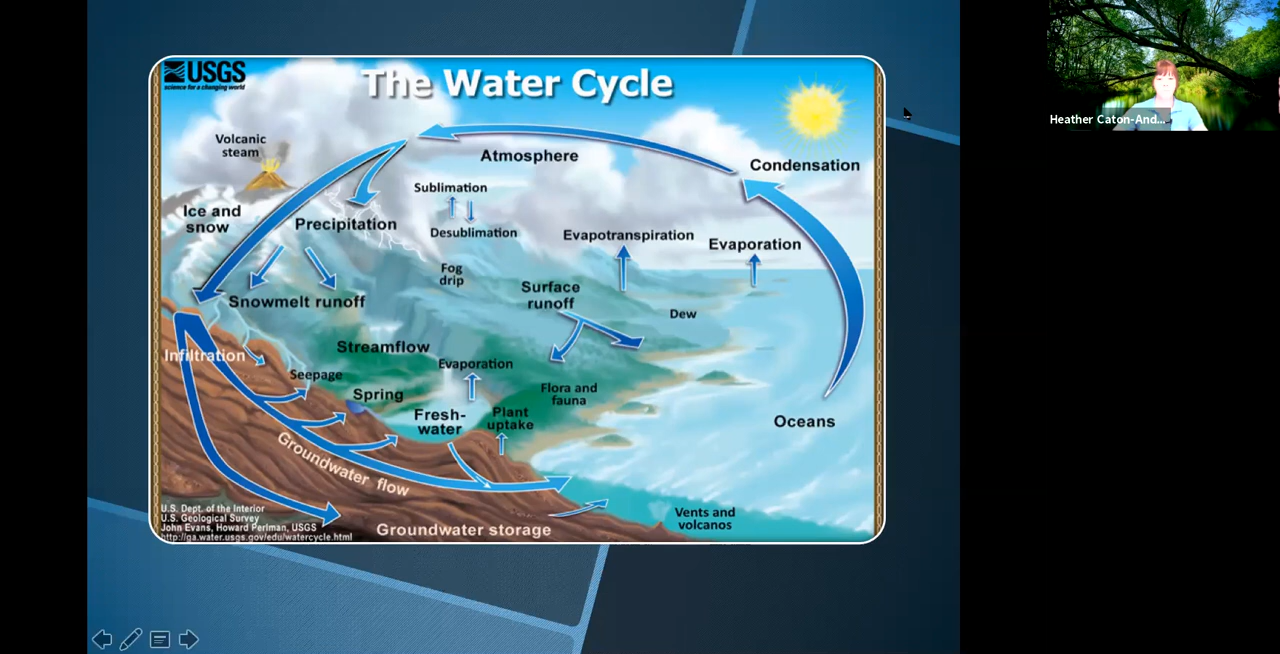 USGS
science for a changing world
The Water Cycle
Volcanic
steam
Atmosphere
Condensation
Sublimation
Ice and
snow
Precipitation
Desublimation
Evapotranspiration
Evaporation
Fog
drip
Surface
runoff
Snowmelt runoff
Dew
Infiltration
Streamflow
Evaporation
Seepage
Spring
Flora and
fauna
Fresh-
water
Plant
uptake
Oceans
Groundwater flow
Vents and
volcanos
Groundwater storage
U.S. Dept. of the Interior
U.S. Geological Survey
John Evans, Howard Perlman, USGS
http://ga.water.usgs.gov/edu/watercycle.html
Heather Caton-And...